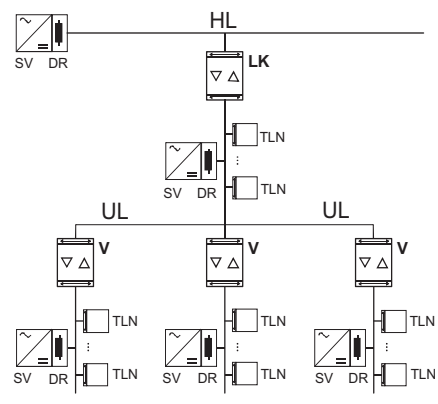 HL
SV DR
LK
TLN
...
SV DR
TLN
UL UL
V V V
TLN TLN TLN
... ... ...
SV DR SV DR SV DR
TLN TLN TLN